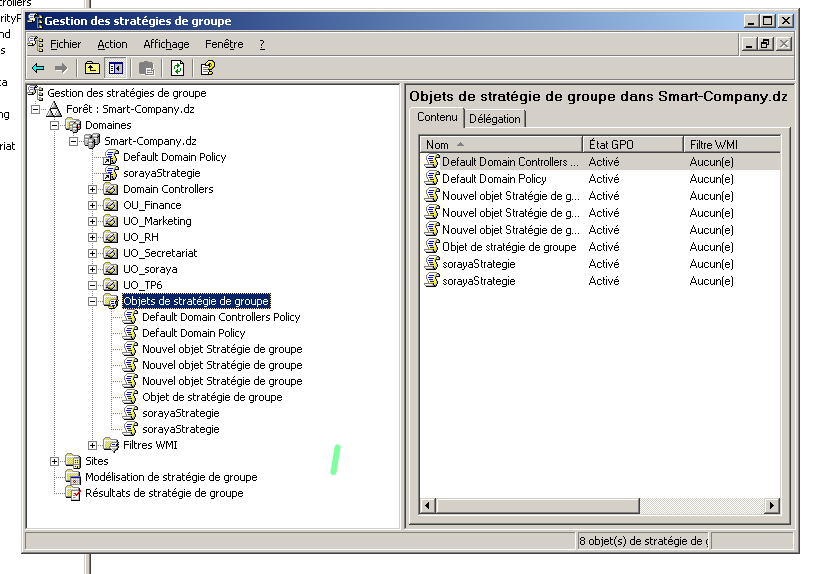 rollers
rityF
nd
s
ta
ng
riat
Gestion des stratégies de groupe
Fichier Action Affichage Fenêtre ?
Gestion des stratégies de groupe
Forêt : Smart-Company.dz
Domaines
Smart-Company.dz
Default Domain Policy
sorayaStrategie
Domain Controllers
OU_Finance
UO_Marketing
UO_RH
UO_Secretariat
UO_soraya
UO_TP6
Objets de stratégie de groupe
Default Domain Controllers Policy
Default Domain Policy
Nouvel objet Stratégie de groupe
Nouvel objet Stratégie de groupe
Nouvel objet Stratégie de groupe
Objet de stratégie de groupe
sorayaStrategie
sorayaStrategie
Filtres WMI
Sites
Modélisation de stratégie de groupe
Résultats de stratégie de groupe
Objets de stratégie de groupe dans Smart-Company.dz
Contenu Délégation
Nom État GPO Filtre WMI
Default Domain Controllers ... Activé Aucun(e)
Default Domain Policy Activé Aucun(e)
Nouvel objet Stratégie de g... Activé Aucun(e)
Nouvel objet Stratégie de g... Activé Aucun(e)
Nouvel objet Stratégie de g... Activé Aucun(e)
Objet de stratégie de groupe Activé Aucun(e)
sorayaStrategie Activé Aucun(e)
sorayaStrategie Activé Aucun(e)
8 objet(s) de stratégie de